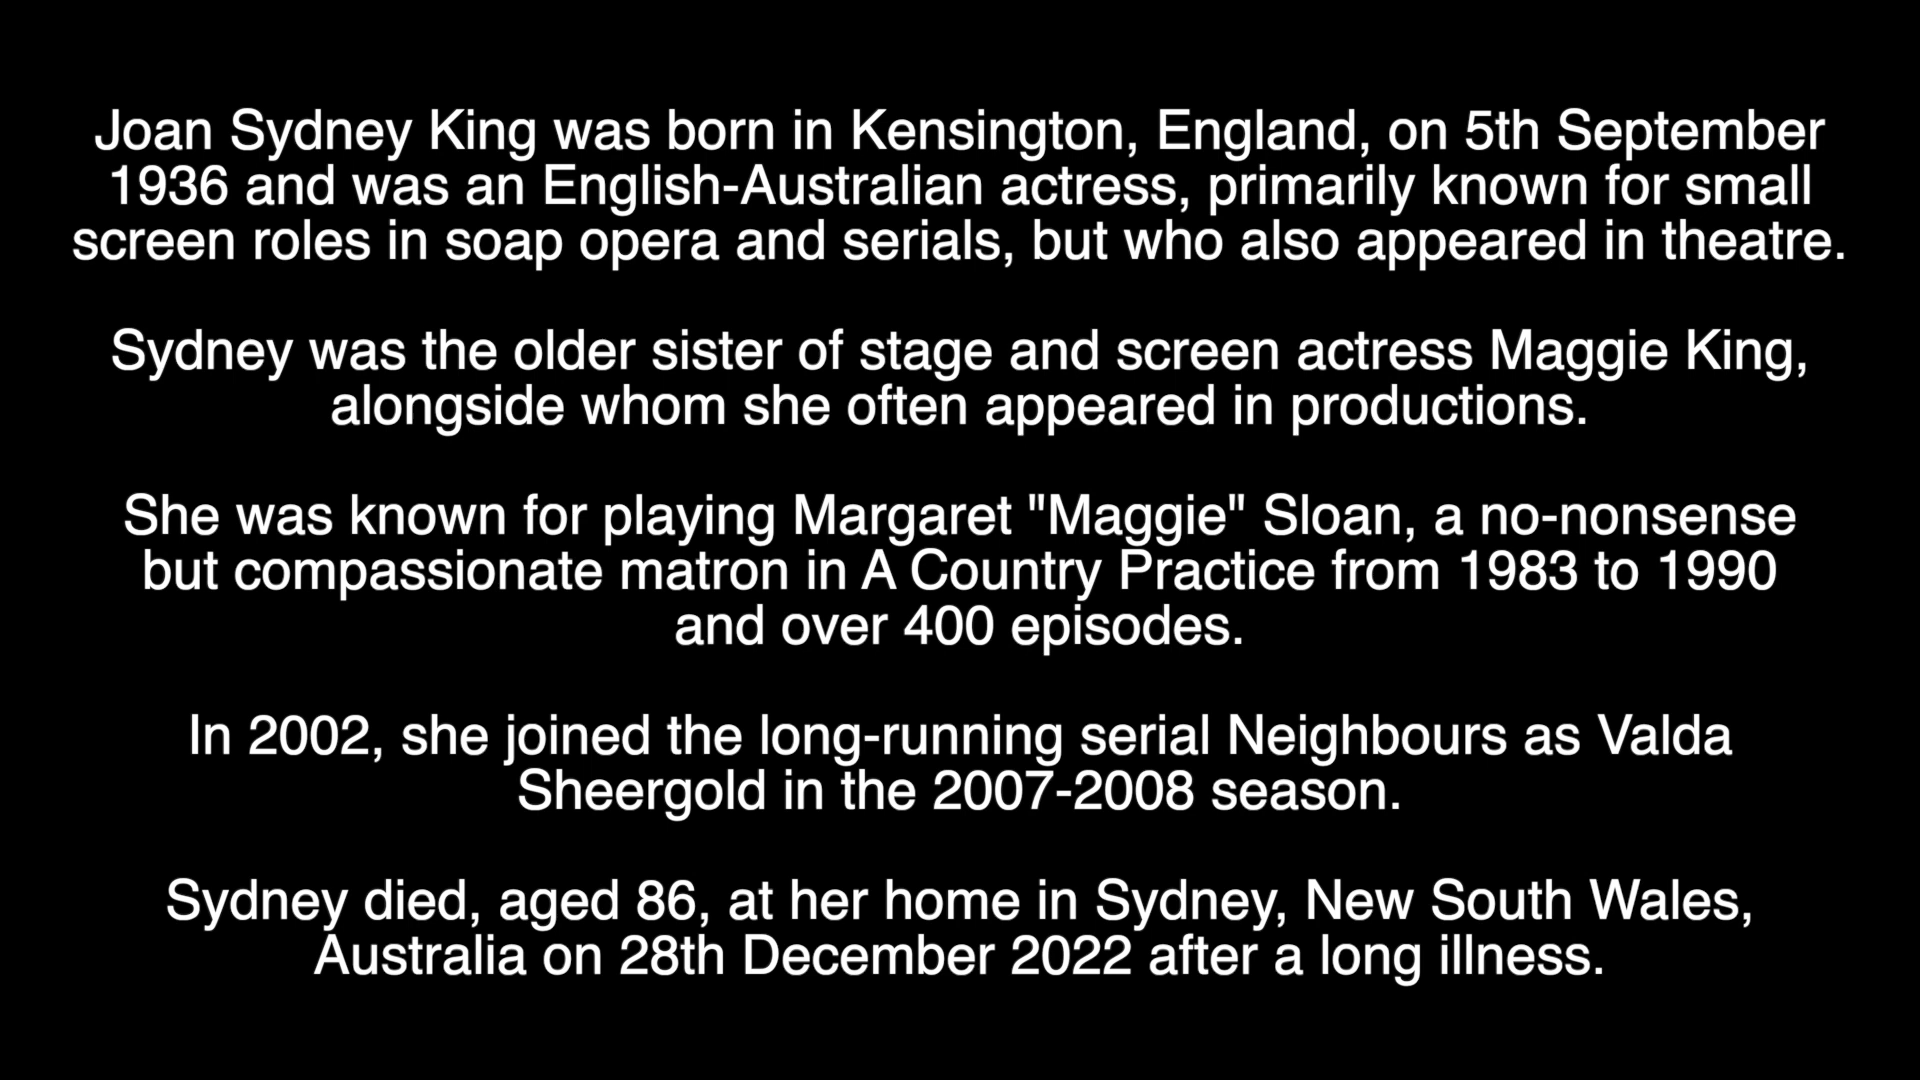 Joan Sydney King was born in Kensington, England, on 5th September
1936 and was an English-Australian actress, primarily known for small
screen roles in soap opera and serials, but who also appeared in theatre.
Sydney was the older sister of stage and screen actress Maggie King,
alongside whom she often appeared in productions.
She was known for playing Margaret "Maggie" Sloan, a no-nonsense
but compassionate matron in A Country Practice from 1983 to 1990
and over 400 episodes.
In 2002, she joined the long-running serial Neighbours as Valda
Sheergold in the 2007-2008 season.
Sydney died, aged 86, at her home in Sydney, New South Wales,
Australia on 28th December 2022 after a long illness.